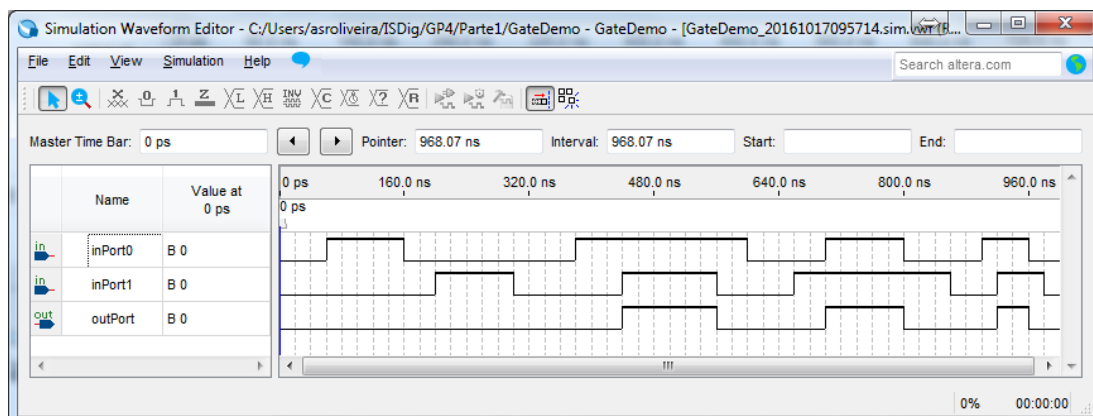 Simulation Waveform Editor - C:/Users/asroliveira/ISDig/GP4/Parte1/GateDemo - GateDemo - [GateDemo_20161017095714.sim.vwf (R...
File Edit View Simulation Help
Search altera.com
Master Time Bar: 0 ps Pointer: 968.07 ns Interval: 968.07 ns Start: End:
Name Value at 0 ps
0 ps 160.0 ns 320.0 ns 480.0 ns 640.0 ns 800.0 ns 960.0 ns
0 ps
in inPort0 B 0
in inPort1 B 0
out outPort B 0
0% 00:00:00